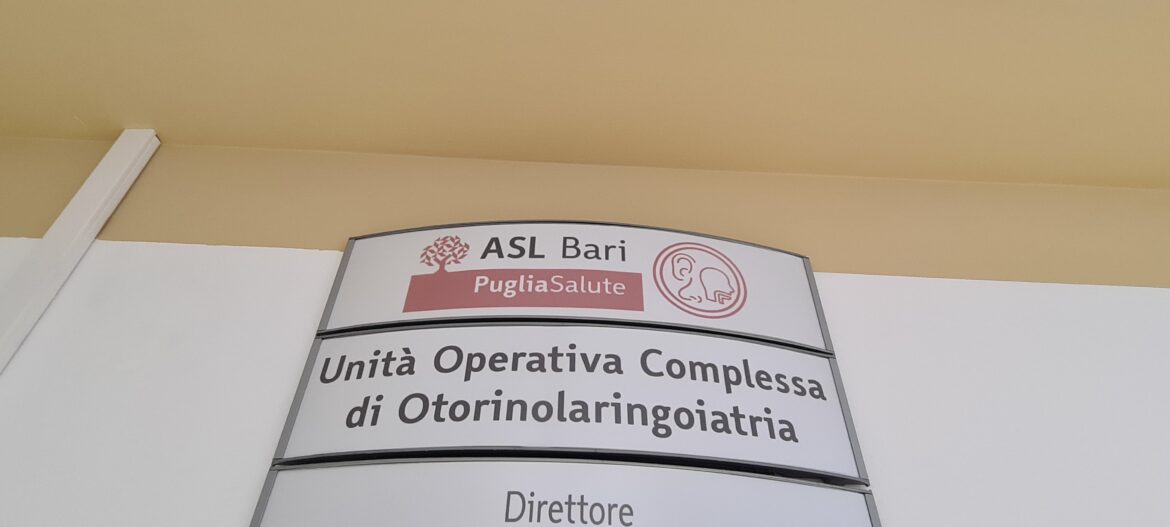 ASL Bari
PugliaSalute
Unità Operativa Complessa
di Otorinolaringoiatria
Direttore